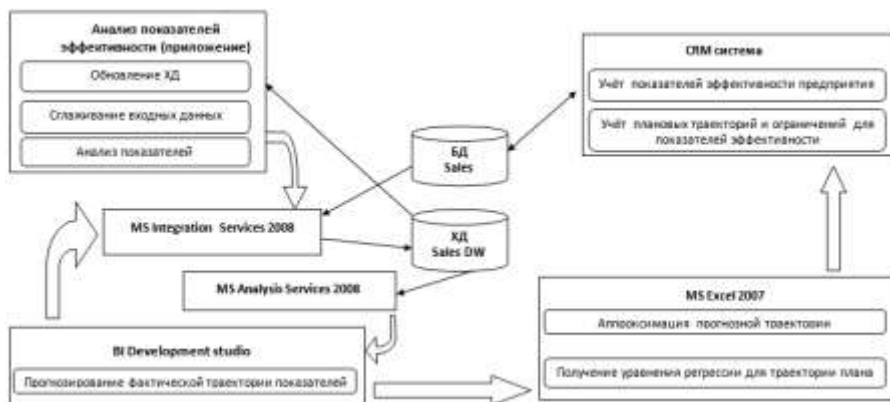 Анализ показателей
эффективности (приложение)
Обновление ХД
Сглаживание входных данных
Анализ показателей
CRM система
Учёт показателей эффективности предприятия
Учёт плановых траекторий и ограничений для
показателей эффективности
БД
Sales
MS Integration Services 2008
ХД
Sales DW
MS Analysis Services 2008
MS Excel 2007
Аппроксимация прогнозной траектории
Получение уравнения регрессии для траектории плана
BI Development studio
Прогнозирование фактической траектории показателей